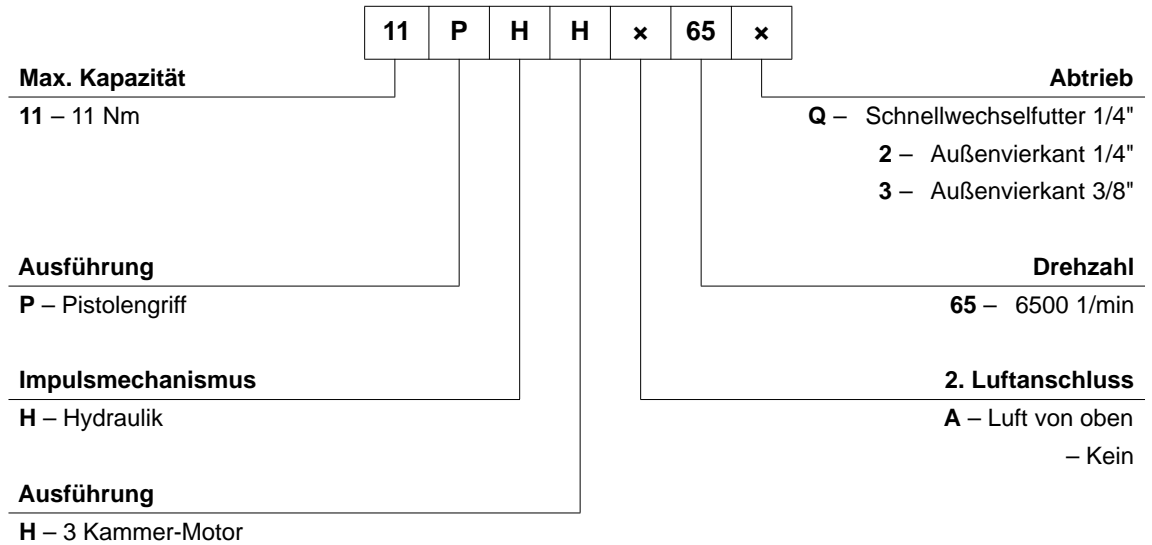 11 P H H × 65 ×
Max. Kapazität
11 – 11 Nm
Abtrieb
Q – Schnellwechselfutter 1/4"
2 – Außenvierkant 1/4"
3 – Außenvierkant 3/8"
Ausführung
P – Pistolengriff
Drehzahl
65 – 6500 1/min
Impulsmechanismus
H – Hydraulik
2. Luftanschluss
A – Luft von oben
– Kein
Ausführung
H – 3 Kammer-Motor